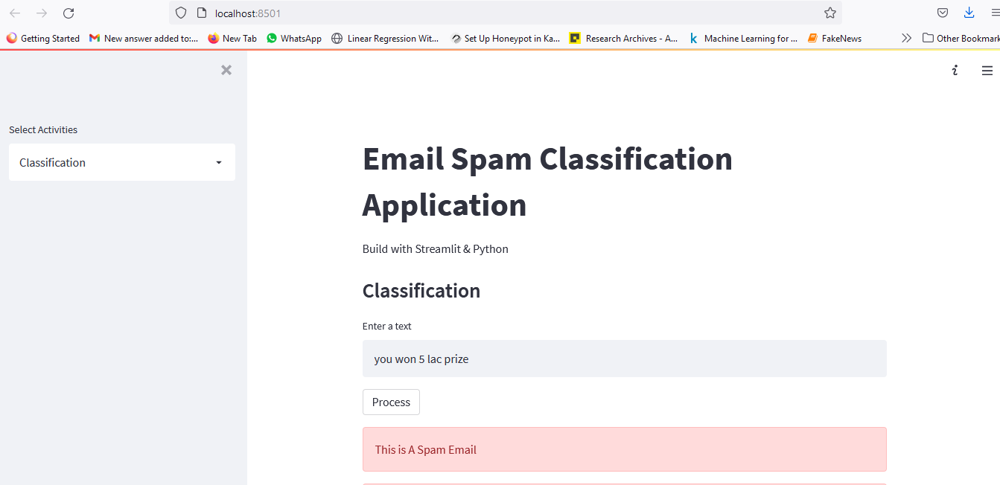 localhost:8501
Getting Started
New answer added to:...
New Tab
WhatsApp
Linear Regression Wit...
Set Up Honeypot in Ka...
Research Archives - A...
Machine Learning for ...
FakeNews
Other Bookmark
Select Activities
Classification
Email Spam Classification
Application
Build with Streamlit & Python
Classification
Enter a text
you won 5 lac prize
Process
This is A Spam Email